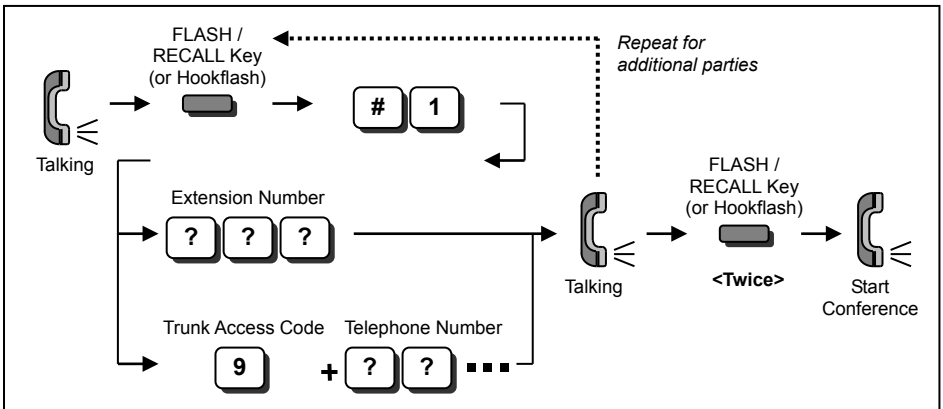 FLASH /
RECALL Key
(or Hookflash)
Repeat for
additional parties
# 1
Talking
Extension Number
? ? ?
FLASH /
RECALL Key
(or Hookflash)
Talking
<Twice>
Start
Conference
Trunk Access Code Telephone Number
9 + ? ? ...